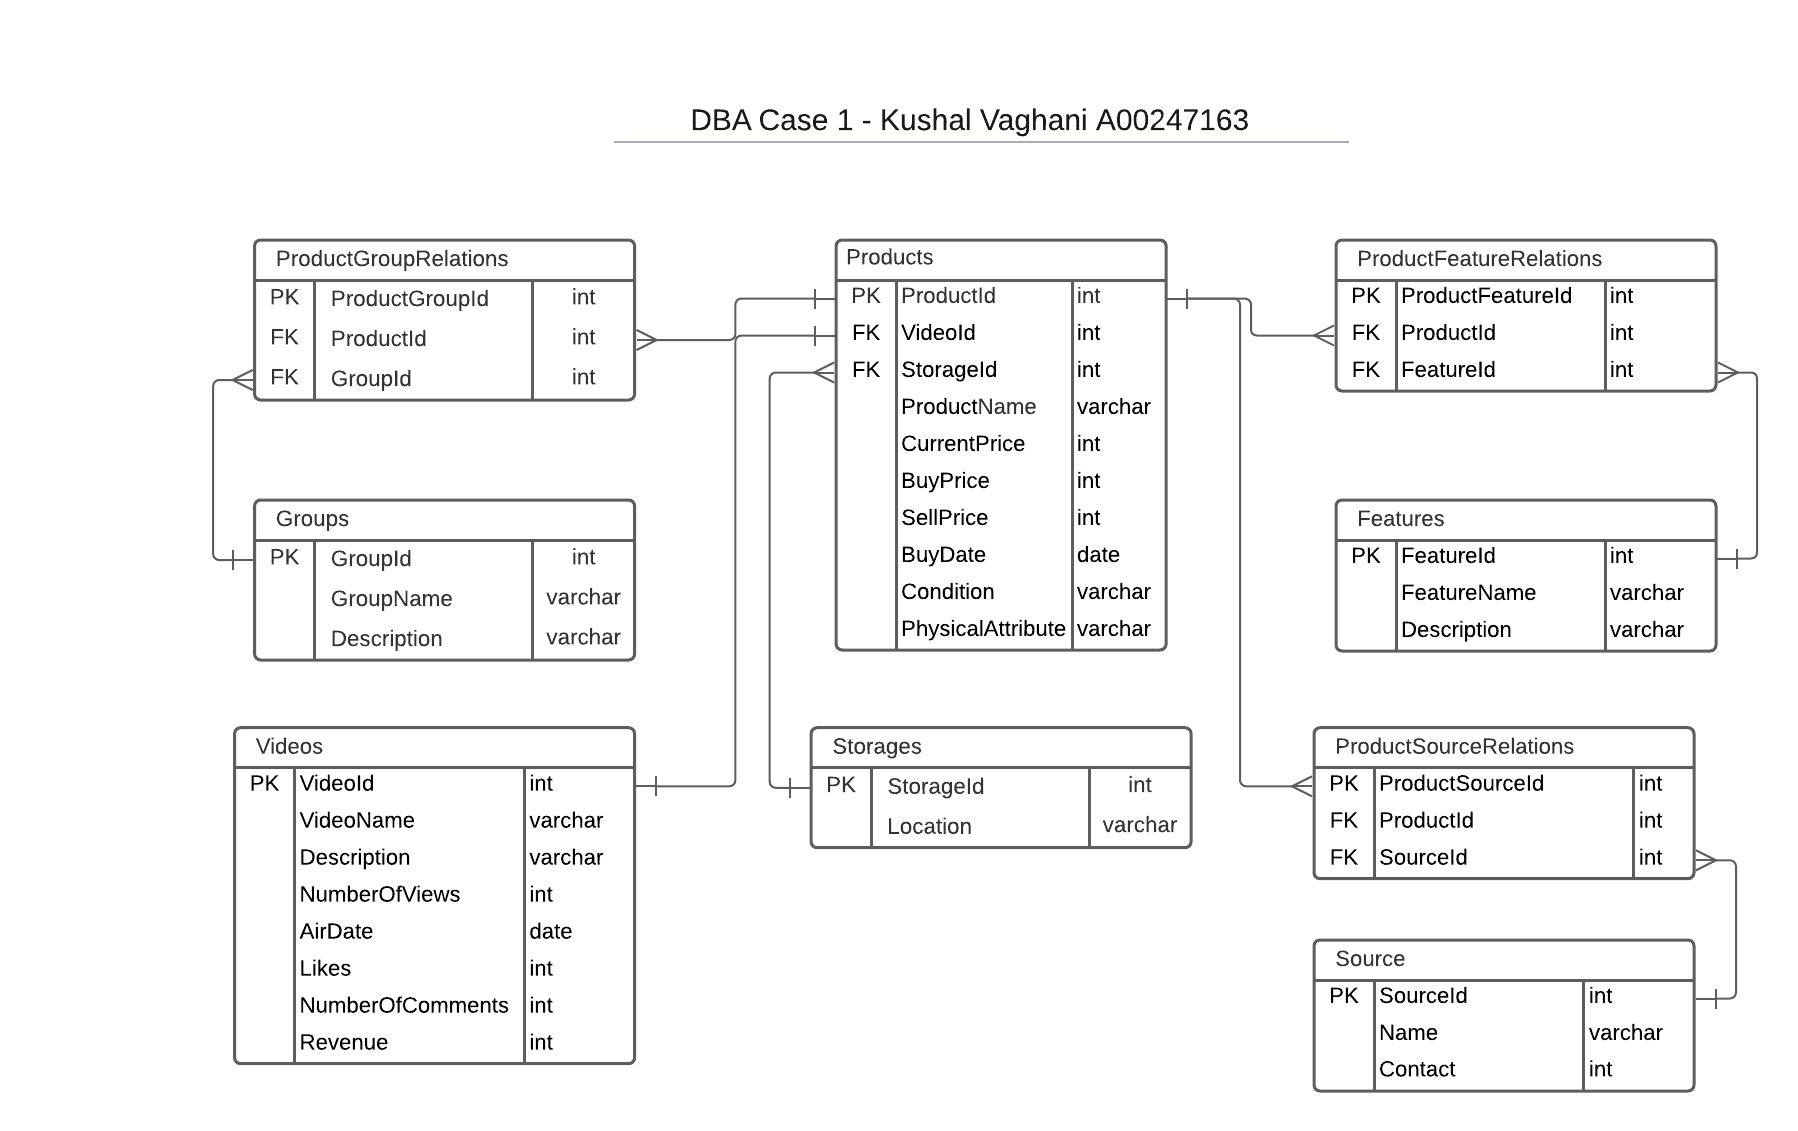 DBA Case 1 - Kushal Vaghani A00247163
ProductGroupRelations
PK ProductGroupId int
FK ProductId int
FK GroupId int
Products
PK ProductId int
FK VideoId int
FK StorageId int
ProductName varchar
CurrentPrice int
BuyPrice int
SellPrice int
BuyDate date
Condition varchar
PhysicalAttribute varchar
ProductFeatureRelations
PK ProductFeatureId int
FK ProductId int
FK FeatureId int
Groups
PK GroupId int
GroupName varchar
Description varchar
Features
PK FeatureId int
FeatureName varchar
Description varchar
Videos
PK VideoId int
VideoName varchar
Description varchar
NumberOfViews int
AirDate date
Likes int
NumberOfComments int
Revenue int
Storages
PK StorageId int
Location varchar
ProductSourceRelations
PK ProductSourceId int
FK ProductId int
FK SourceId int
Source
PK SourceId int
Name varchar
Contact int